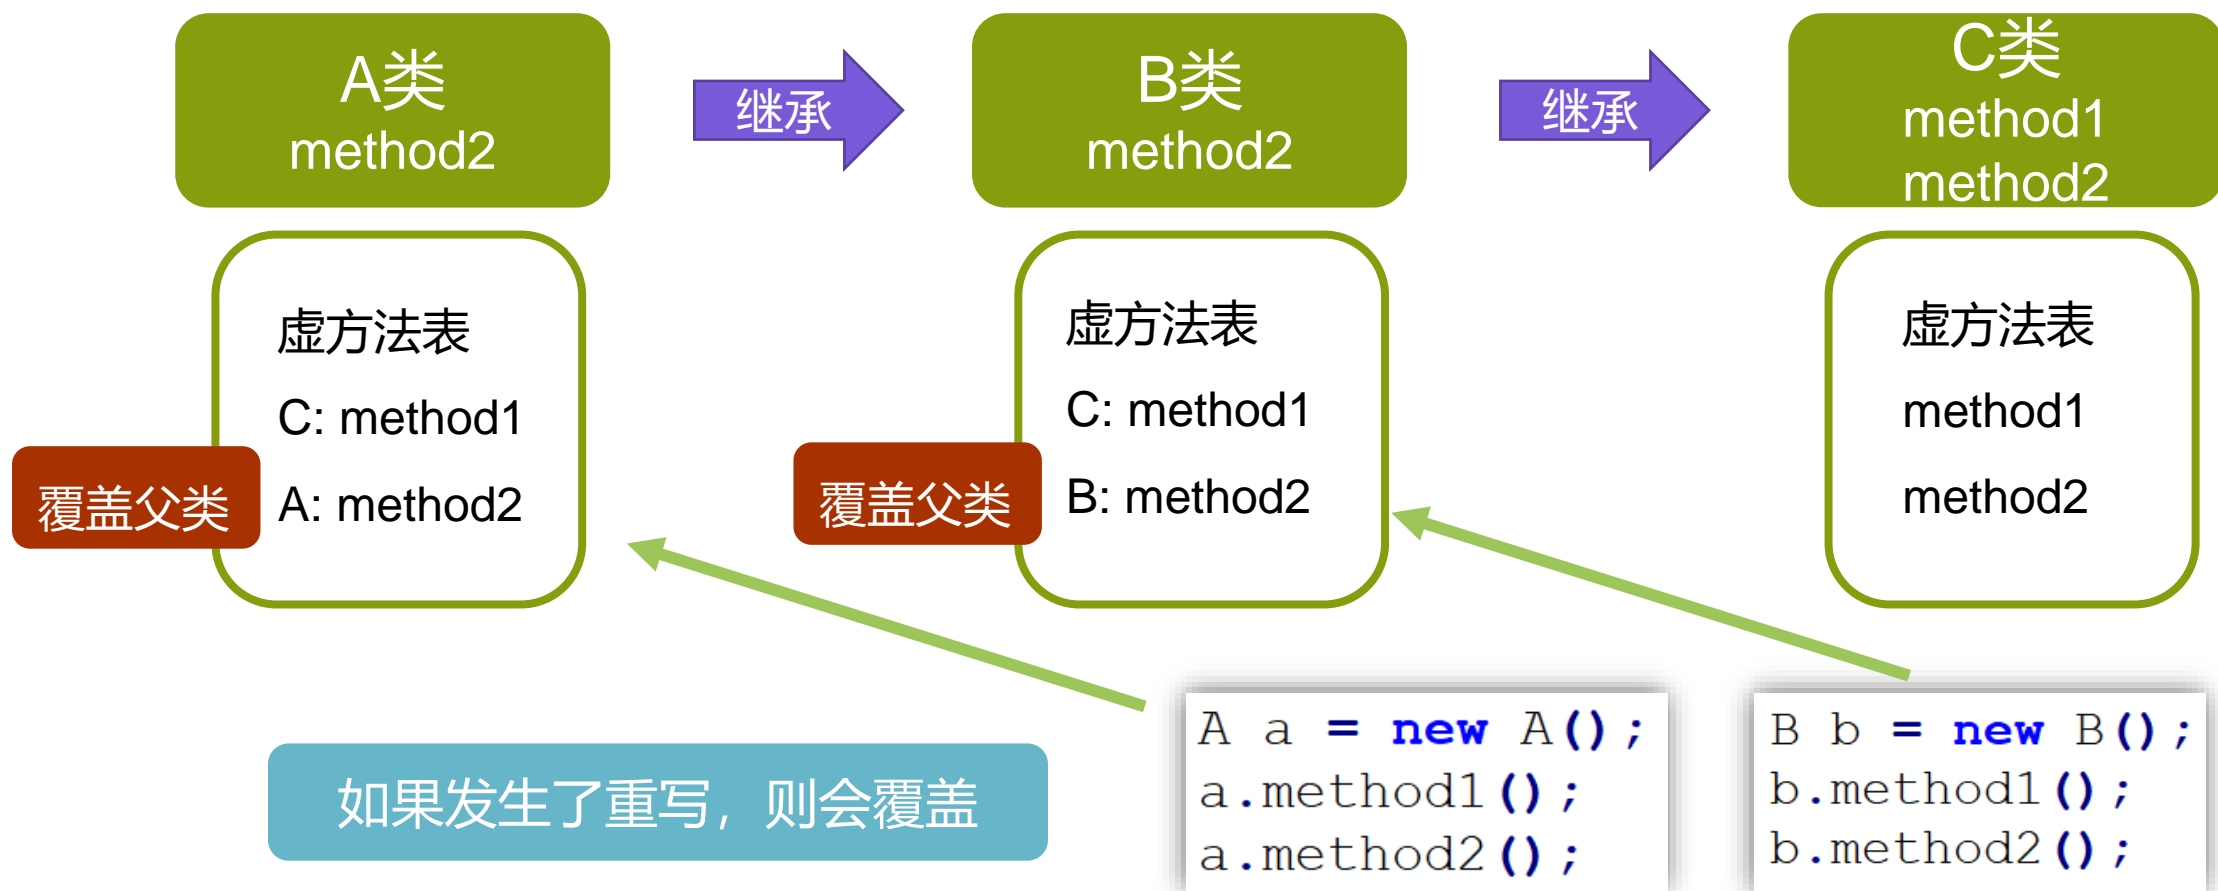 A类
method2
继承
B类
method2
继承
C类
method1
method2
虚方法表
C: method1
A: method2
覆盖父类
虚方法表
C: method1
B: method2
覆盖父类
虚方法表
method1
method2
如果发生了重写，则会覆盖
A a = new A();
a.method1();
a.method2();
B b = new B();
b.method1();
b.method2();